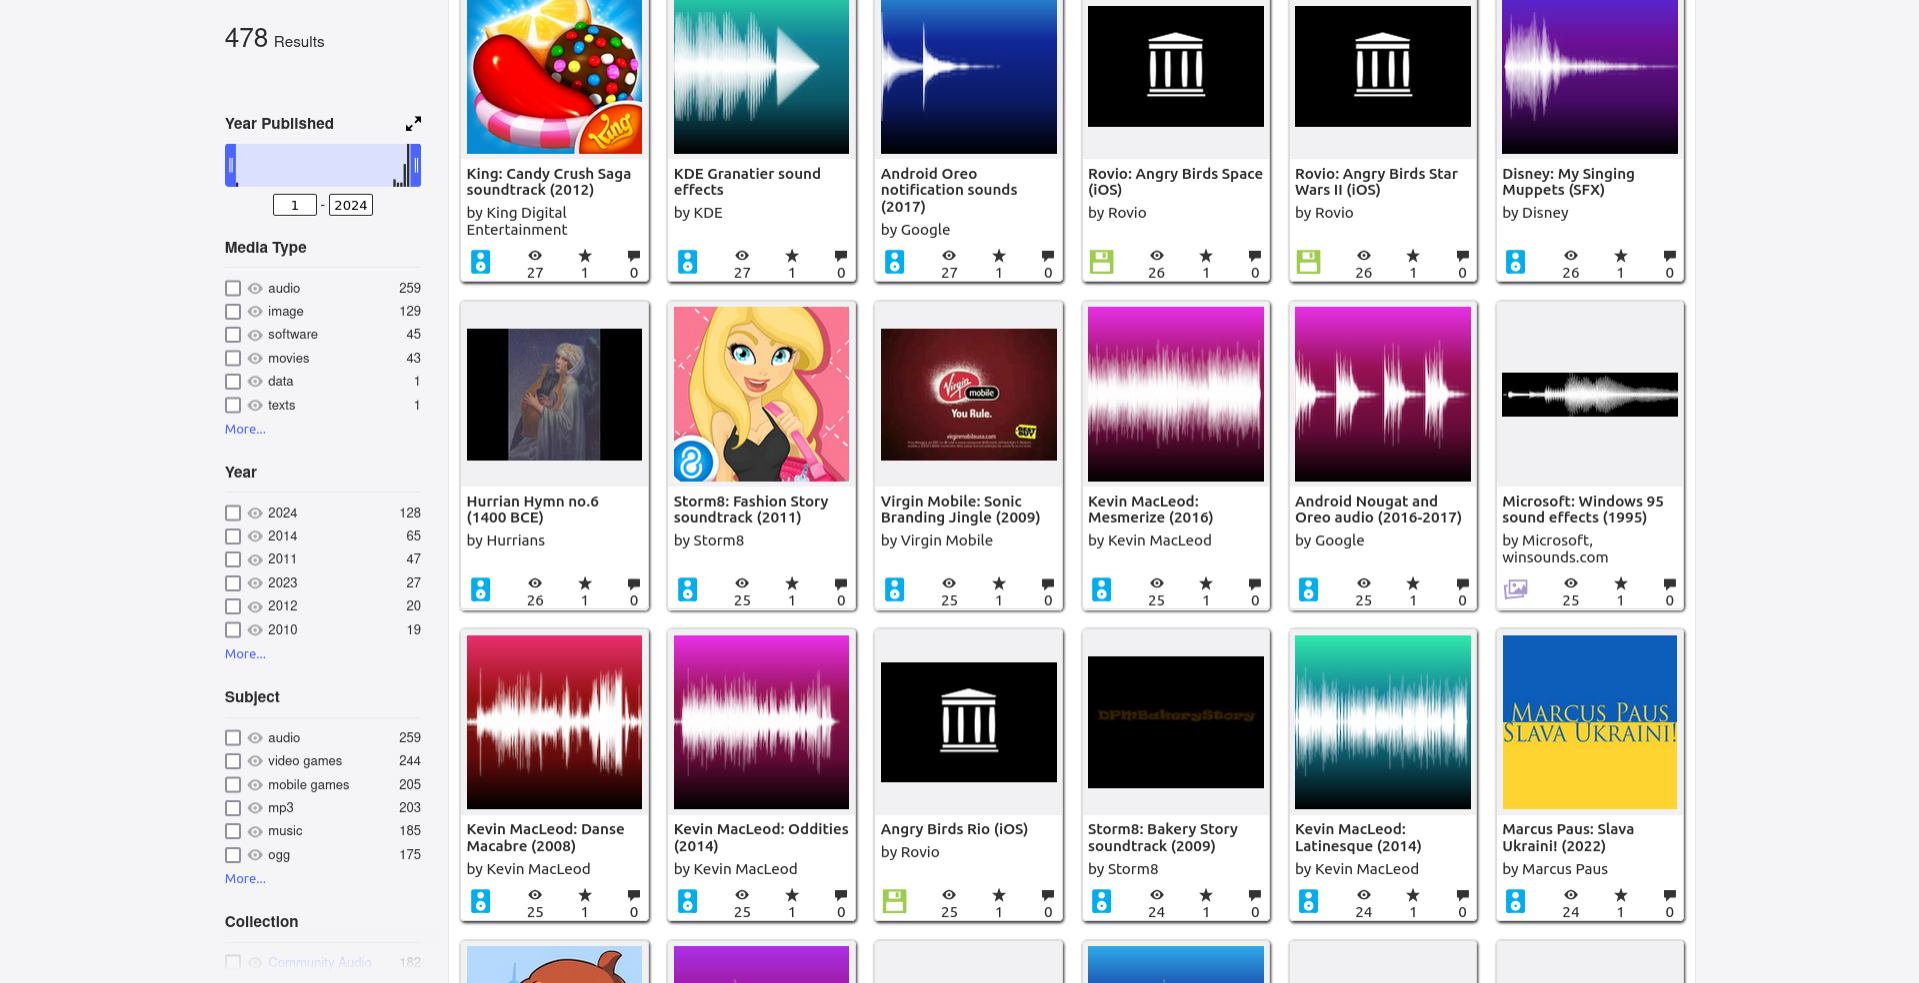 478 Results
Year Published
1 - 2024
Media Type
audio 259
image 129
software 45
movies 43
data 1
texts 1
More...
Year
2024 128
2014 65
2011 47
2023 27
2012 20
2010 19
More...
Subject
audio 259
video games 244
mobile games 205
mp3 203
music 185
ogg 175
More...
Collection
Community Audio 182
King
King: Candy Crush Saga
soundtrack (2012)
by King Digital
Entertainment
27 1 0
KDE Granatier sound
effects
by KDE
27 1 0
Android Oreo
notification sounds
(2017)
by Google
27 1 0
Rovio: Angry Birds Space
(iOS)
by Rovio
26 1 0
Rovio: Angry Birds Star
Wars II (iOS)
by Rovio
26 1 0
Disney: My Singing
Muppets (SFX)
by Disney
26 1 0
Hurrian Hymn no.6
(1400 BCE)
by Hurrians
26 1 0
Storm8: Fashion Story
soundtrack (2011)
by Storm8
25 1 0
Virgin
mobile
You Rule.
virginmobileusa.com
BEST BUY
Virgin Mobile: Sonic
Branding Jingle (2009)
by Virgin Mobile
25 1 0
Kevin MacLeod:
Mesmerize (2016)
by Kevin MacLeod
25 1 0
Android Nougat and
Oreo audio (2016-2017)
by Google
25 1 0
Microsoft: Windows 95
sound effects (1995)
by Microsoft,
winsounds.com
25 1 0
Kevin MacLeod: Danse
Macabre (2008)
by Kevin MacLeod
25 1 0
Kevin MacLeod: Oddities
(2014)
by Kevin MacLeod
25 1 0
Angry Birds Rio (iOS)
by Rovio
25 1 0
DPMBakeryStory
Storm8: Bakery Story
soundtrack (2009)
by Storm8
24 1 0
Kevin MacLeod:
Latinesque (2014)
by Kevin MacLeod
24 1 0
MARCUS PAUS
SLAVA UKRAINI!
Marcus Paus: Slava
Ukraini! (2022)
by Marcus Paus
24 1 0